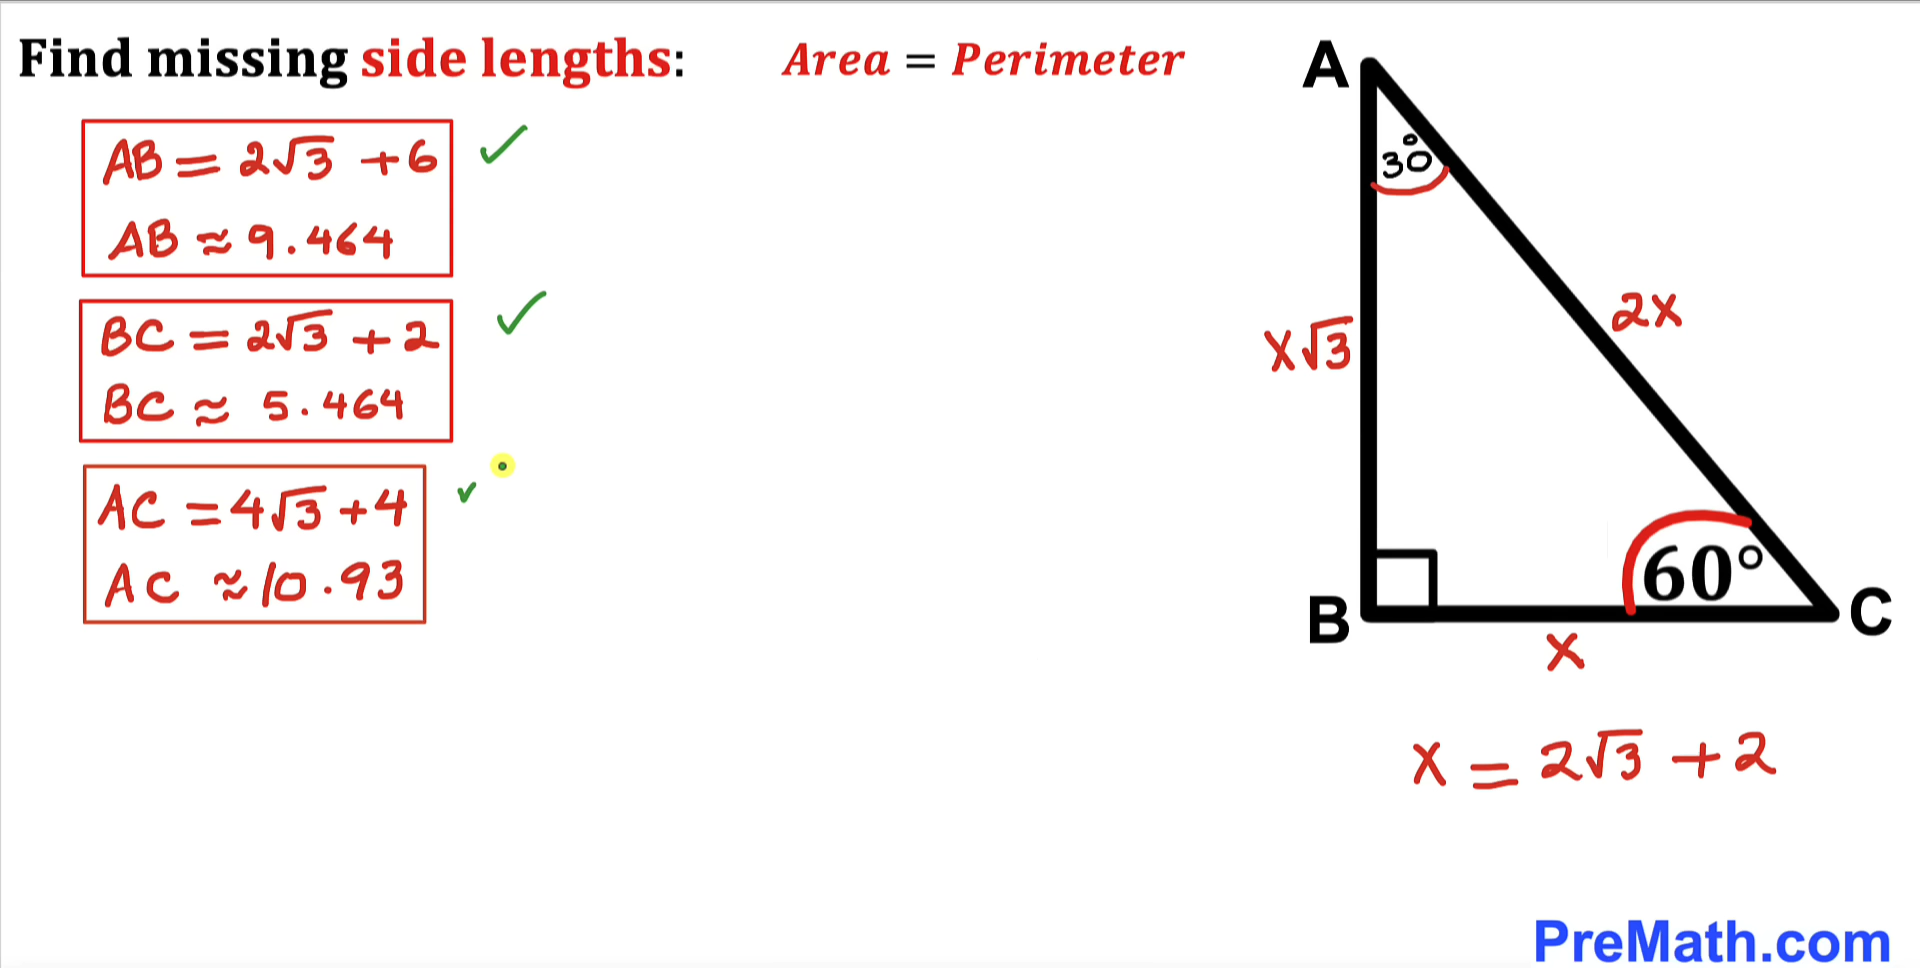 Find missing side lengths:
Area = Perimeter
AB = 2√3 + 6
AB ≈ 9.464
BC = 2√3 + 2
BC ≈ 5.464
AC = 4√3 + 4
AC ≈ 10.93
A
30°
2x
x√3
60°
B
C
x
x = 2√3 + 2
PreMath.com